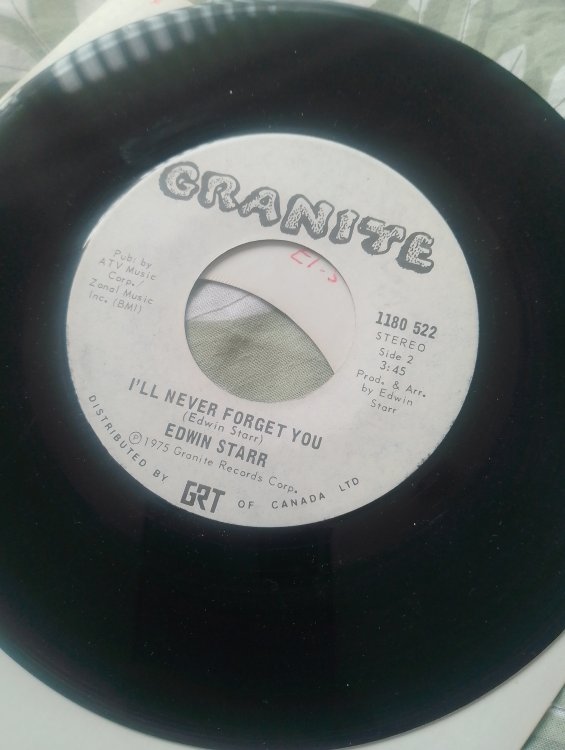 GRANITE
Pub: by
ATV Music
Corp. /
Zonal Music
Inc. (BMI)
1180 522
STEREO
Side 2
3:45
Prod. & Arr.
by Edwin
Starr
I'LL NEVER FORGET YOU
(Edwin Starr)
EDWIN STARR
Ⓟ 1975 Granite Records Corp.
DISTRIBUTED BY GRT OF CANADA LTD